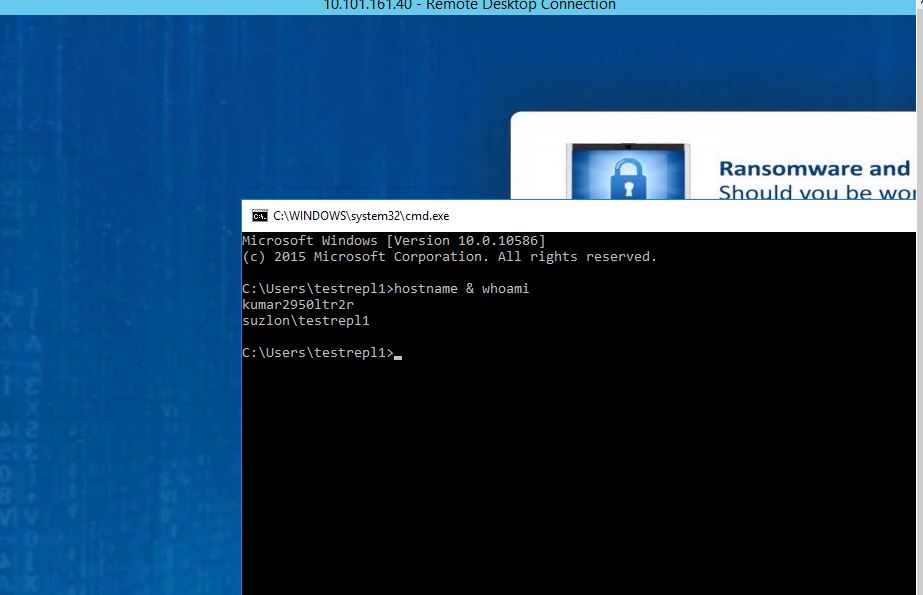 10.101.161.40 - Remote Desktop Connection
Ransomware and
Should you be
C:\WINDOWS\system32\cmd.exe
Microsoft Windows [Version 10.0.10586]
(c) 2015 Microsoft Corporation. All rights reserved.
C:\Users\testrepl1>hostname & whoami
kumar2950ltr2r
suzlon\testrepl1
C:\Users\testrepl1>